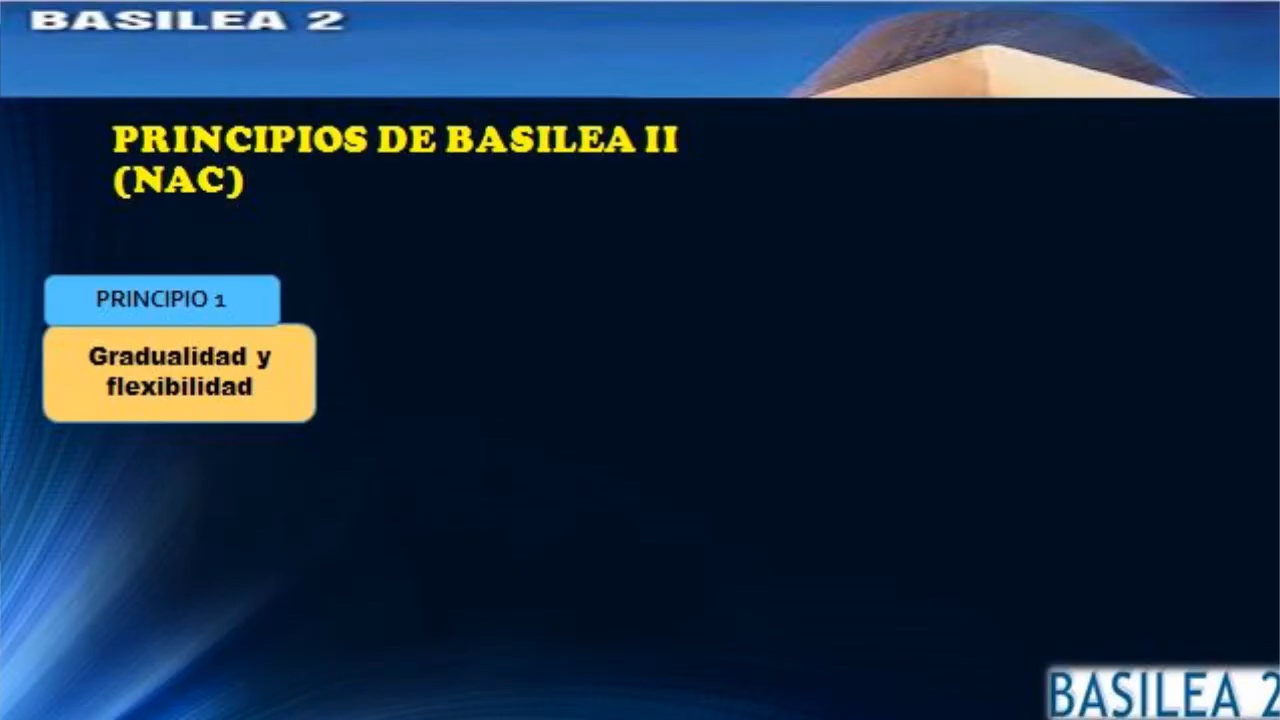 BASILEA 2
PRINCIPIOS DE BASILEA II
(NAC)
PRINCIPIO 1
Gradualidad y
flexibilidad
BASILEA 2